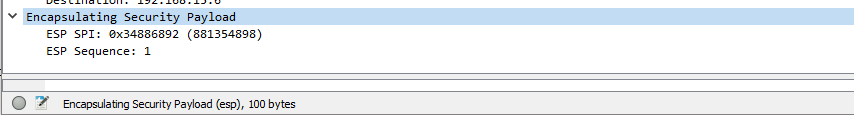 Destination: 192.168.15.6
Encapsulating Security Payload
ESP SPI: 0x34886892 (881354898)
ESP Sequence: 1
Encapsulating Security Payload (esp), 100 bytes